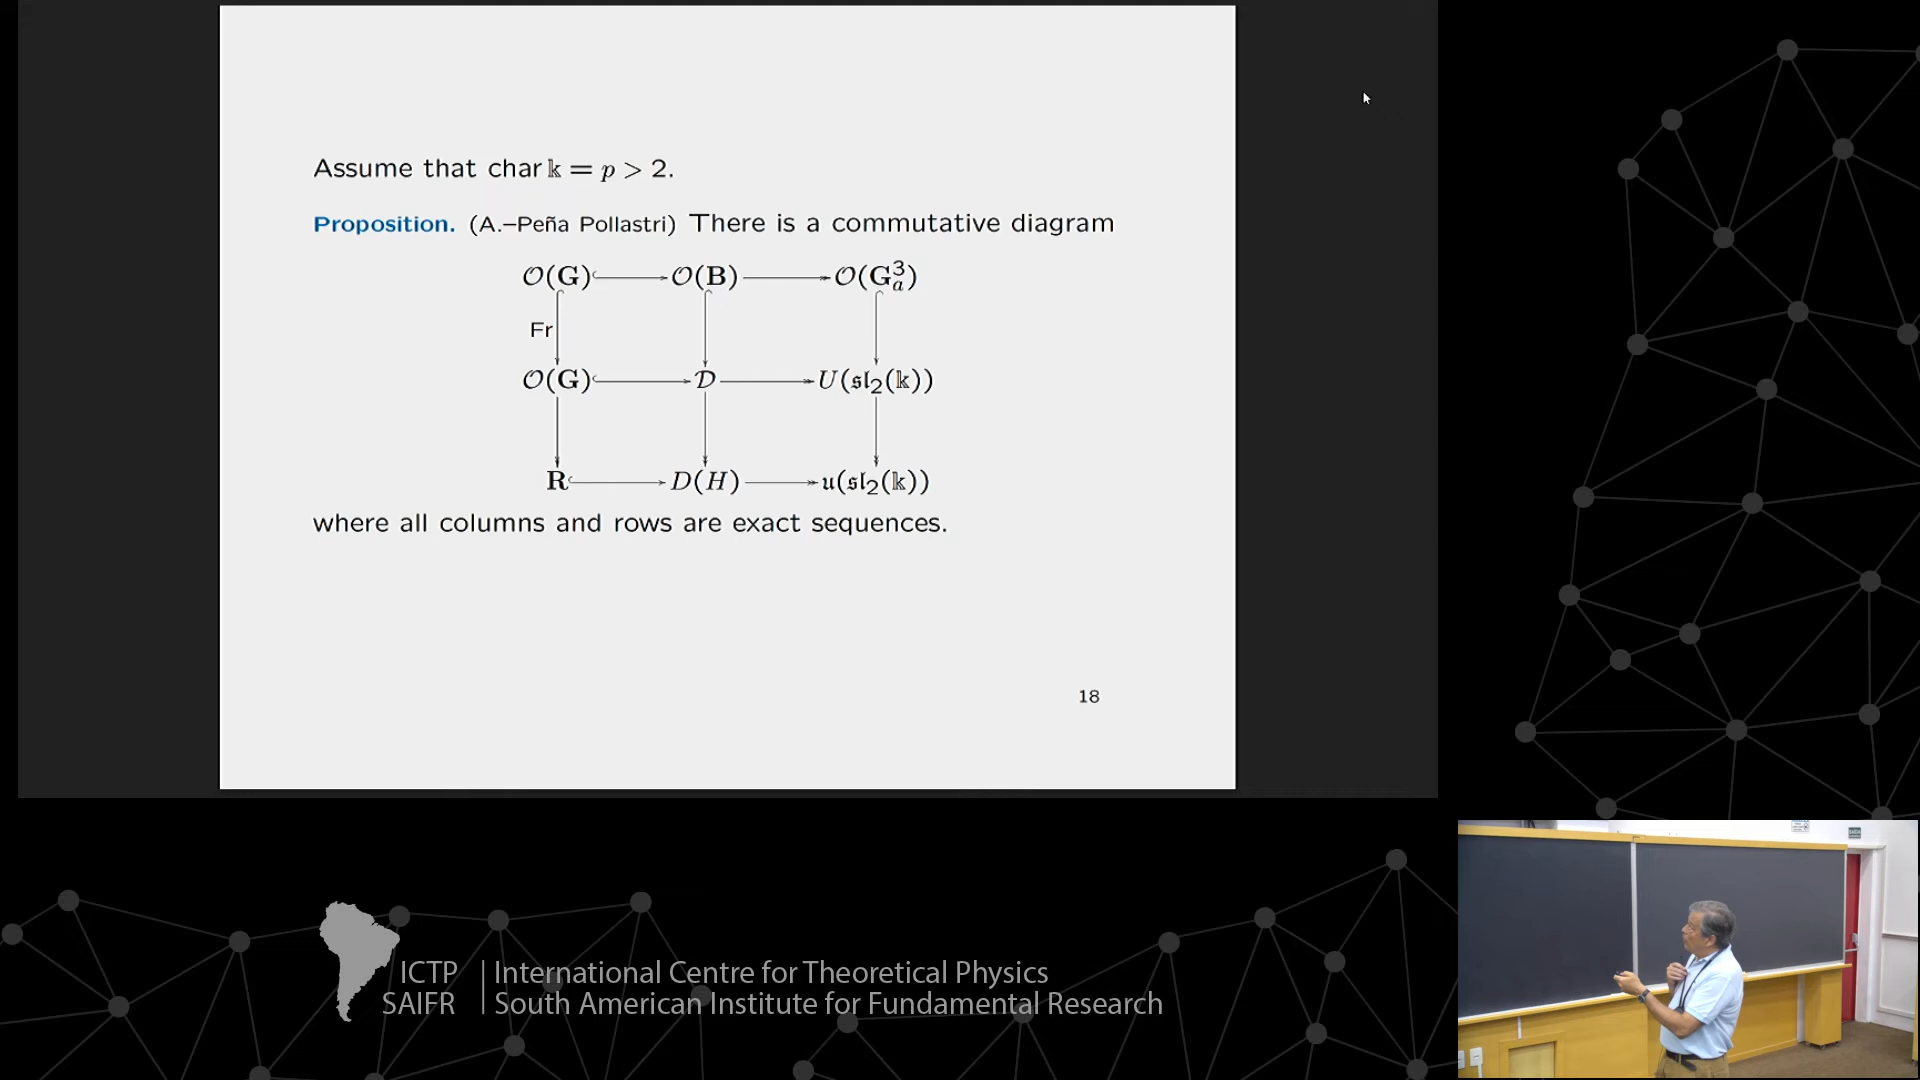 Assume that char 𝕜 = p > 2.
Proposition. (A.–Peña Pollastri) There is a commutative diagram
𝒪(G) 𝒪(B) 𝒪(G³ₐ)
Fr
𝒪(G) 𝒟 U(𝔰𝔩₂(𝕜))
R D(H) 𝔲(𝔰𝔩₂(𝕜))
where all columns and rows are exact sequences.
18
ICTP International Centre for Theoretical Physics
SAIFR South American Institute for Fundamental Research